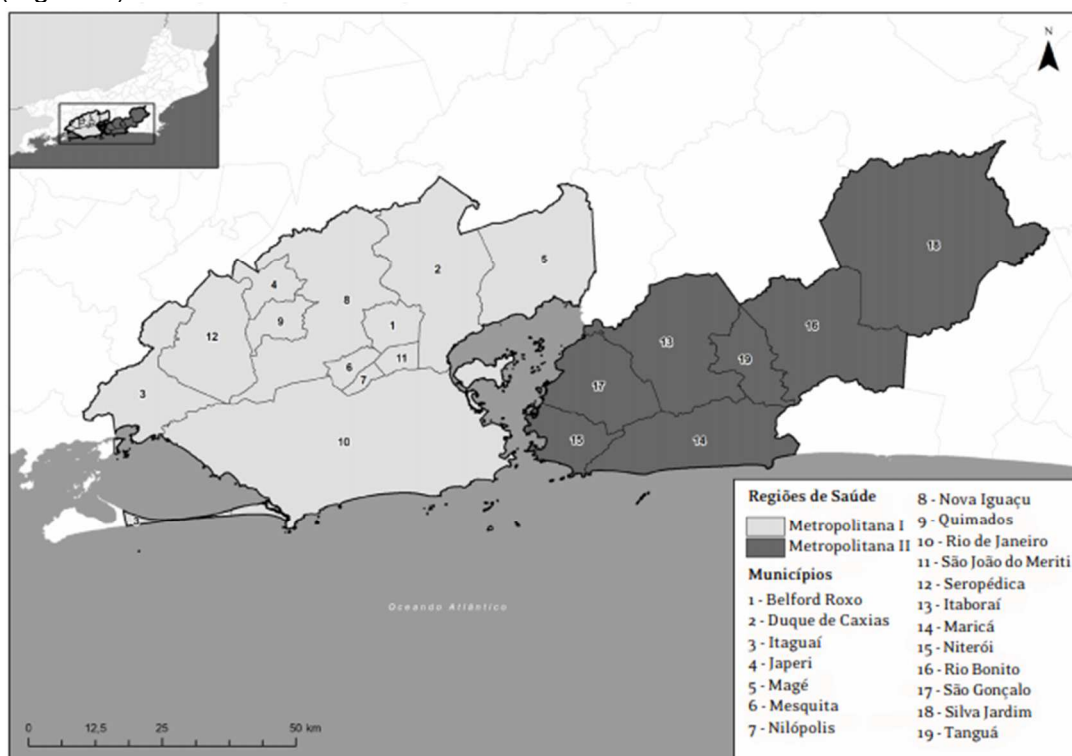 N
4
2
5
8
12
9
1
6
11
7
3
10
3
18
13
16
19
17
15
14
Oceando Atlântico
0 12,5 25 50 km
Regiões de Saúde
Metropolitana I
Metropolitana II
Municípios
1 - Belford Roxo
2 - Duque de Caxias
3 - Itaguaí
4 - Japeri
5 - Magé
6 - Mesquita
7 - Nilópolis
8 - Nova Iguaçu
9 - Quimados
10 - Rio de Janeiro
11 - São João do Meriti
12 - Seropédica
13 - Itaboraí
14 - Maricá
15 - Niterói
16 - Rio Bonito
17 - São Gonçalo
18 - Silva Jardim
19 - Tanguá